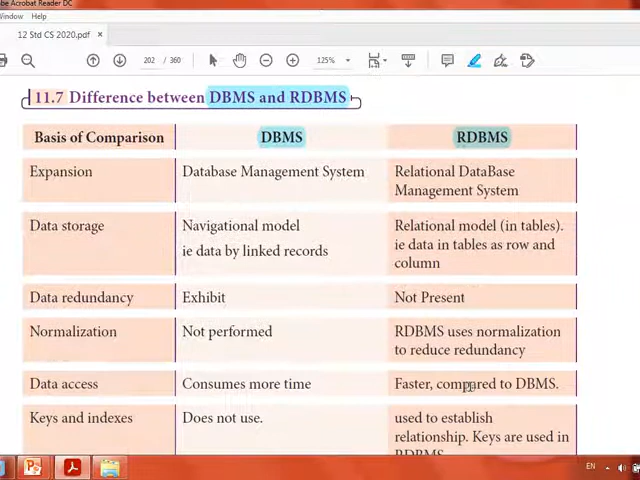 be Acrobat Reader DC
Window Help
12 Std CS 2020.pdf ×
202 / 360
125%
11.7 Difference between DBMS and RDBMS
Basis of Comparison DBMS RDBMS
Expansion Database Management System Relational DataBase
Management System
Data storage Navigational model Relational model (in tables).
ie data by linked records ie data in tables as row and
column
Data redundancy Exhibit Not Present
Normalization Not performed RDBMS uses normalization
to reduce redundancy
Data access Consumes more time Faster, compared to DBMS.
Keys and indexes Does not use. used to establish
relationship. Keys are used in
RDBMS.
EN